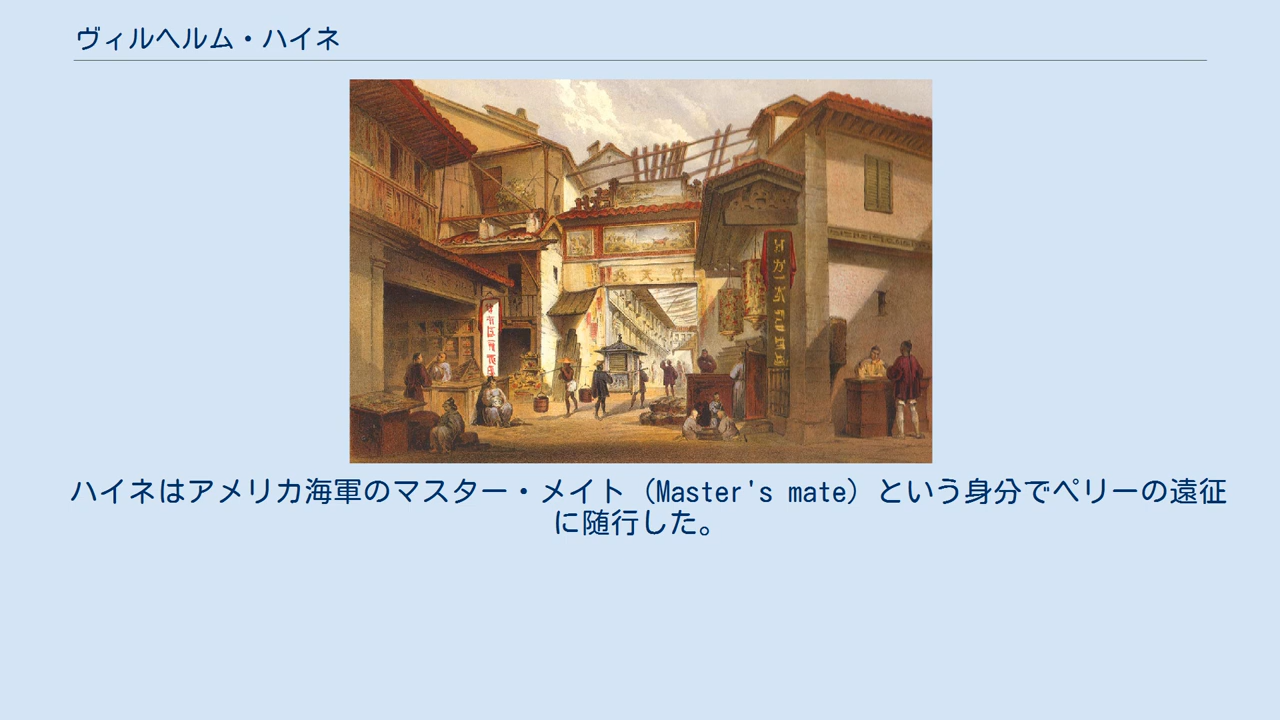 ヴィルヘルム・ハイネ
ハイネはアメリカ海軍のマスター・メイト（Master's mate）という身分でペリーの遠征
に随行した。